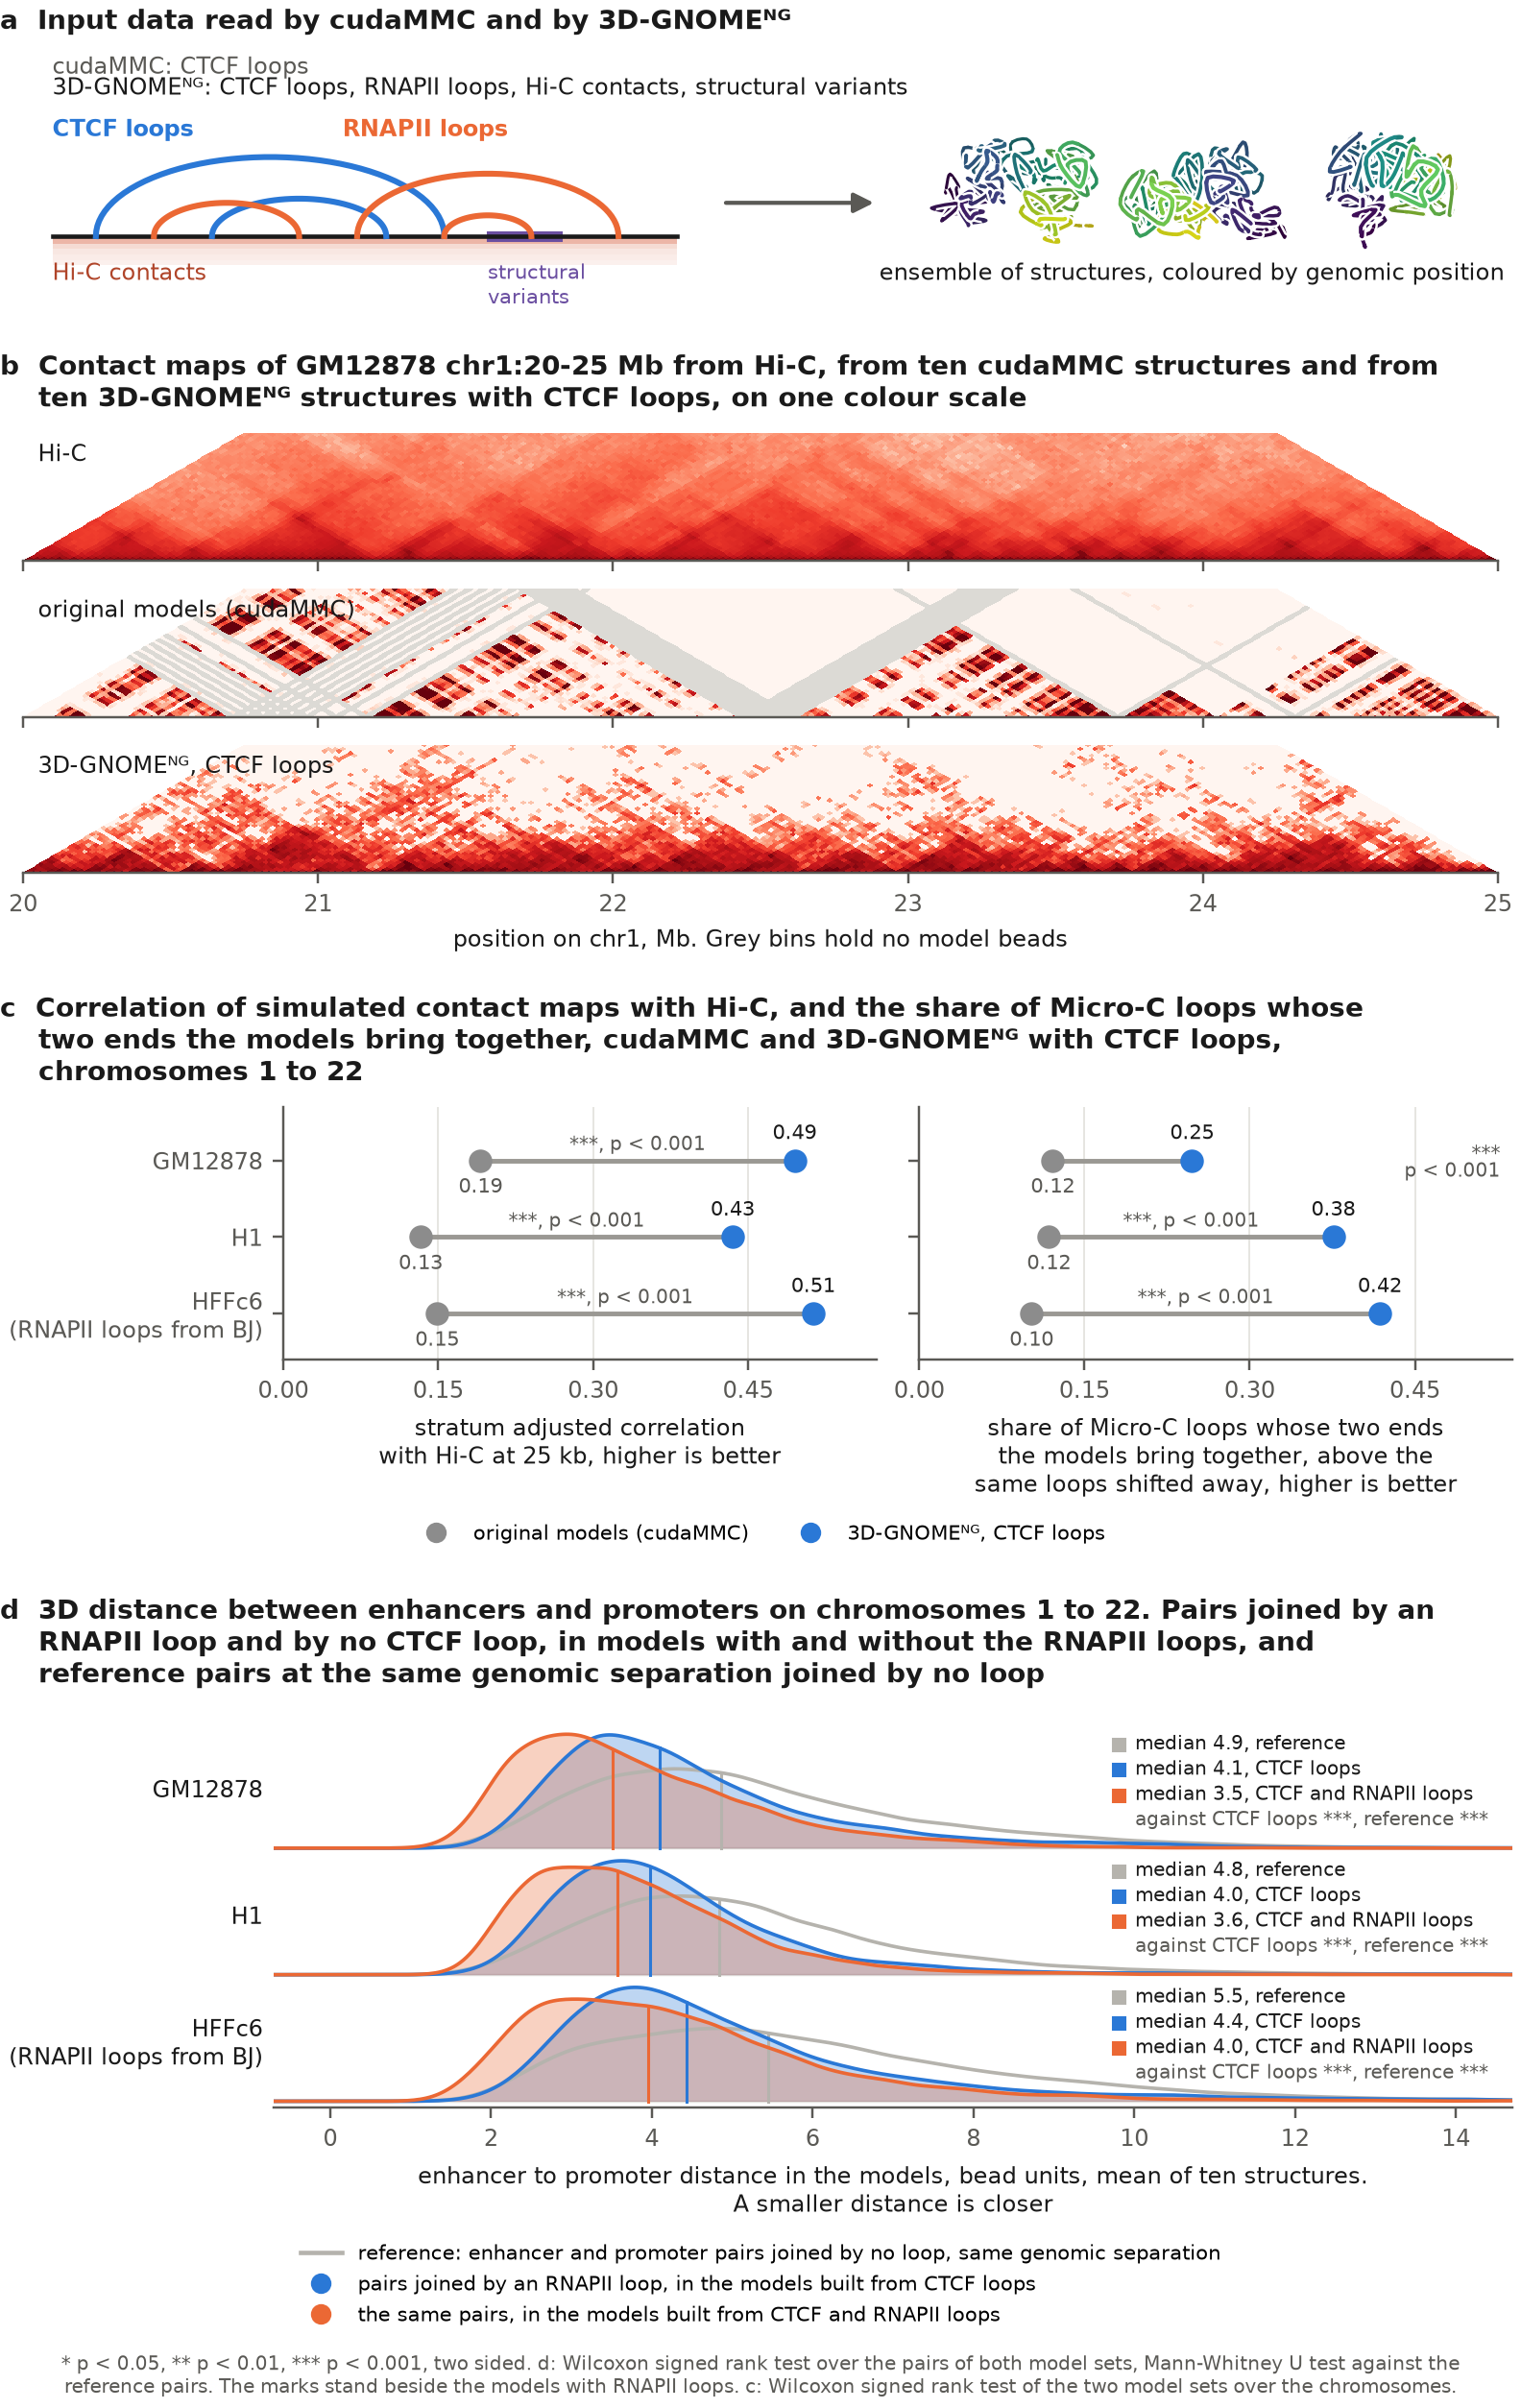 a Input data read by cudaMMC and by 3D-GNOMEᴺᴳ
cudaMMC: CTCF loops
3D-GNOMEᴺᴳ: CTCF loops, RNAPII loops, Hi-C contacts, structural variants
CTCF loops
RNAPII loops
Hi-C contacts
structural
variants
ensemble of structures, coloured by genomic position
b Contact maps of GM12878 chr1:20-25 Mb from Hi-C, from ten cudaMMC structures and from
ten 3D-GNOMEᴺᴳ structures with CTCF loops, on one colour scale
Hi-C
original models (cudaMMC)
3D-GNOMEᴺᴳ, CTCF loops
20 21 22 23 24 25
position on chr1, Mb. Grey bins hold no model beads
c Correlation of simulated contact maps with Hi-C, and the share of Micro-C loops whose
two ends the models bring together, cudaMMC and 3D-GNOMEᴺᴳ with CTCF loops,
chromosomes 1 to 22
GM12878
0.19
***, p < 0.001
0.49
H1
0.13
***, p < 0.001
0.43
HFFc6
(RNAPII loops from BJ)
0.15
***, p < 0.001
0.51
0.00 0.15 0.30 0.45
stratum adjusted correlation
with Hi-C at 25 kb, higher is better
0.12
0.25
***
p < 0.001
0.12
***, p < 0.001
0.38
0.10
***, p < 0.001
0.42
0.00 0.15 0.30 0.45
share of Micro-C loops whose two ends
the models bring together, above the
same loops shifted away, higher is better
original models (cudaMMC)
3D-GNOMEᴺᴳ, CTCF loops
d 3D distance between enhancers and promoters on chromosomes 1 to 22. Pairs joined by an
RNAPII loop and by no CTCF loop, in models with and without the RNAPII loops, and
reference pairs at the same genomic separation joined by no loop
GM12878
median 4.9, reference
median 4.1, CTCF loops
median 3.5, CTCF and RNAPII loops
against CTCF loops ***, reference ***
H1
median 4.8, reference
median 4.0, CTCF loops
median 3.6, CTCF and RNAPII loops
against CTCF loops ***, reference ***
HFFc6
(RNAPII loops from BJ)
median 5.5, reference
median 4.4, CTCF loops
median 4.0, CTCF and RNAPII loops
against CTCF loops ***, reference ***
0 2 4 6 8 10 12 14
enhancer to promoter distance in the models, bead units, mean of ten structures.
A smaller distance is closer
reference: enhancer and promoter pairs joined by no loop, same genomic separation
pairs joined by an RNAPII loop, in the models built from CTCF loops
the same pairs, in the models built from CTCF and RNAPII loops
* p < 0.05, ** p < 0.01, *** p < 0.001, two sided. d: Wilcoxon signed rank test over the pairs of both model sets, Mann-Whitney U test against the
reference pairs. The marks stand beside the models with RNAPII loops. c: Wilcoxon signed rank test of the two model sets over the chromosomes.